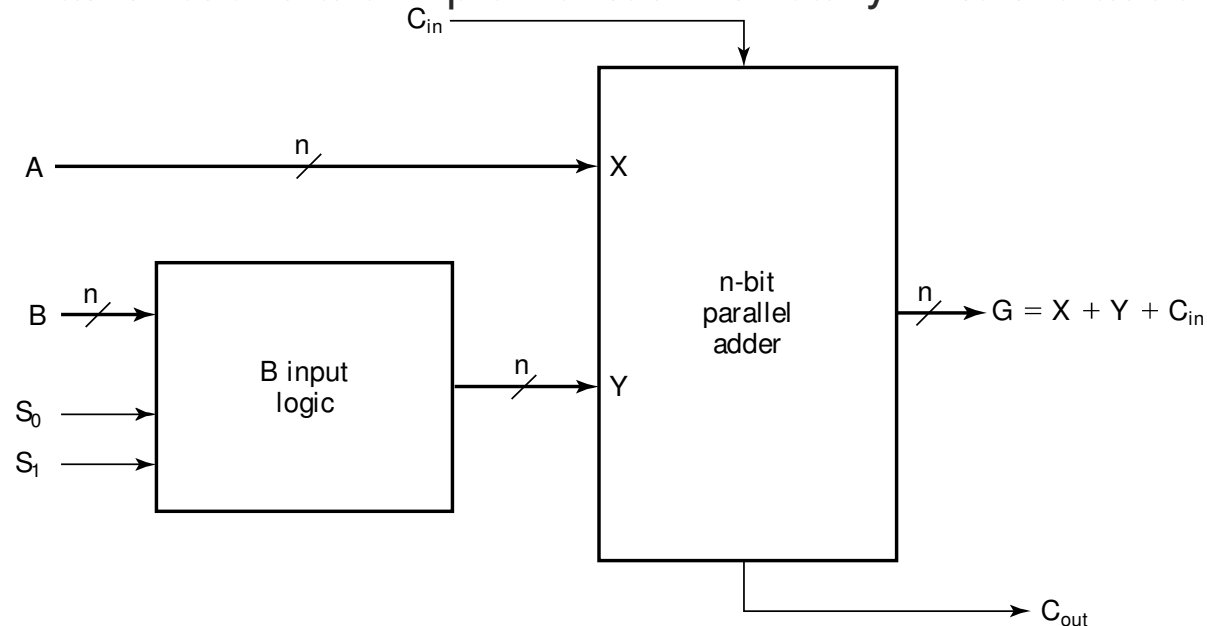 C_in
n
A
X
n-bit
parallel
adder
n
B
n
G = X + Y + C_in
B input
logic
n
Y
S_0
S_1
C_out